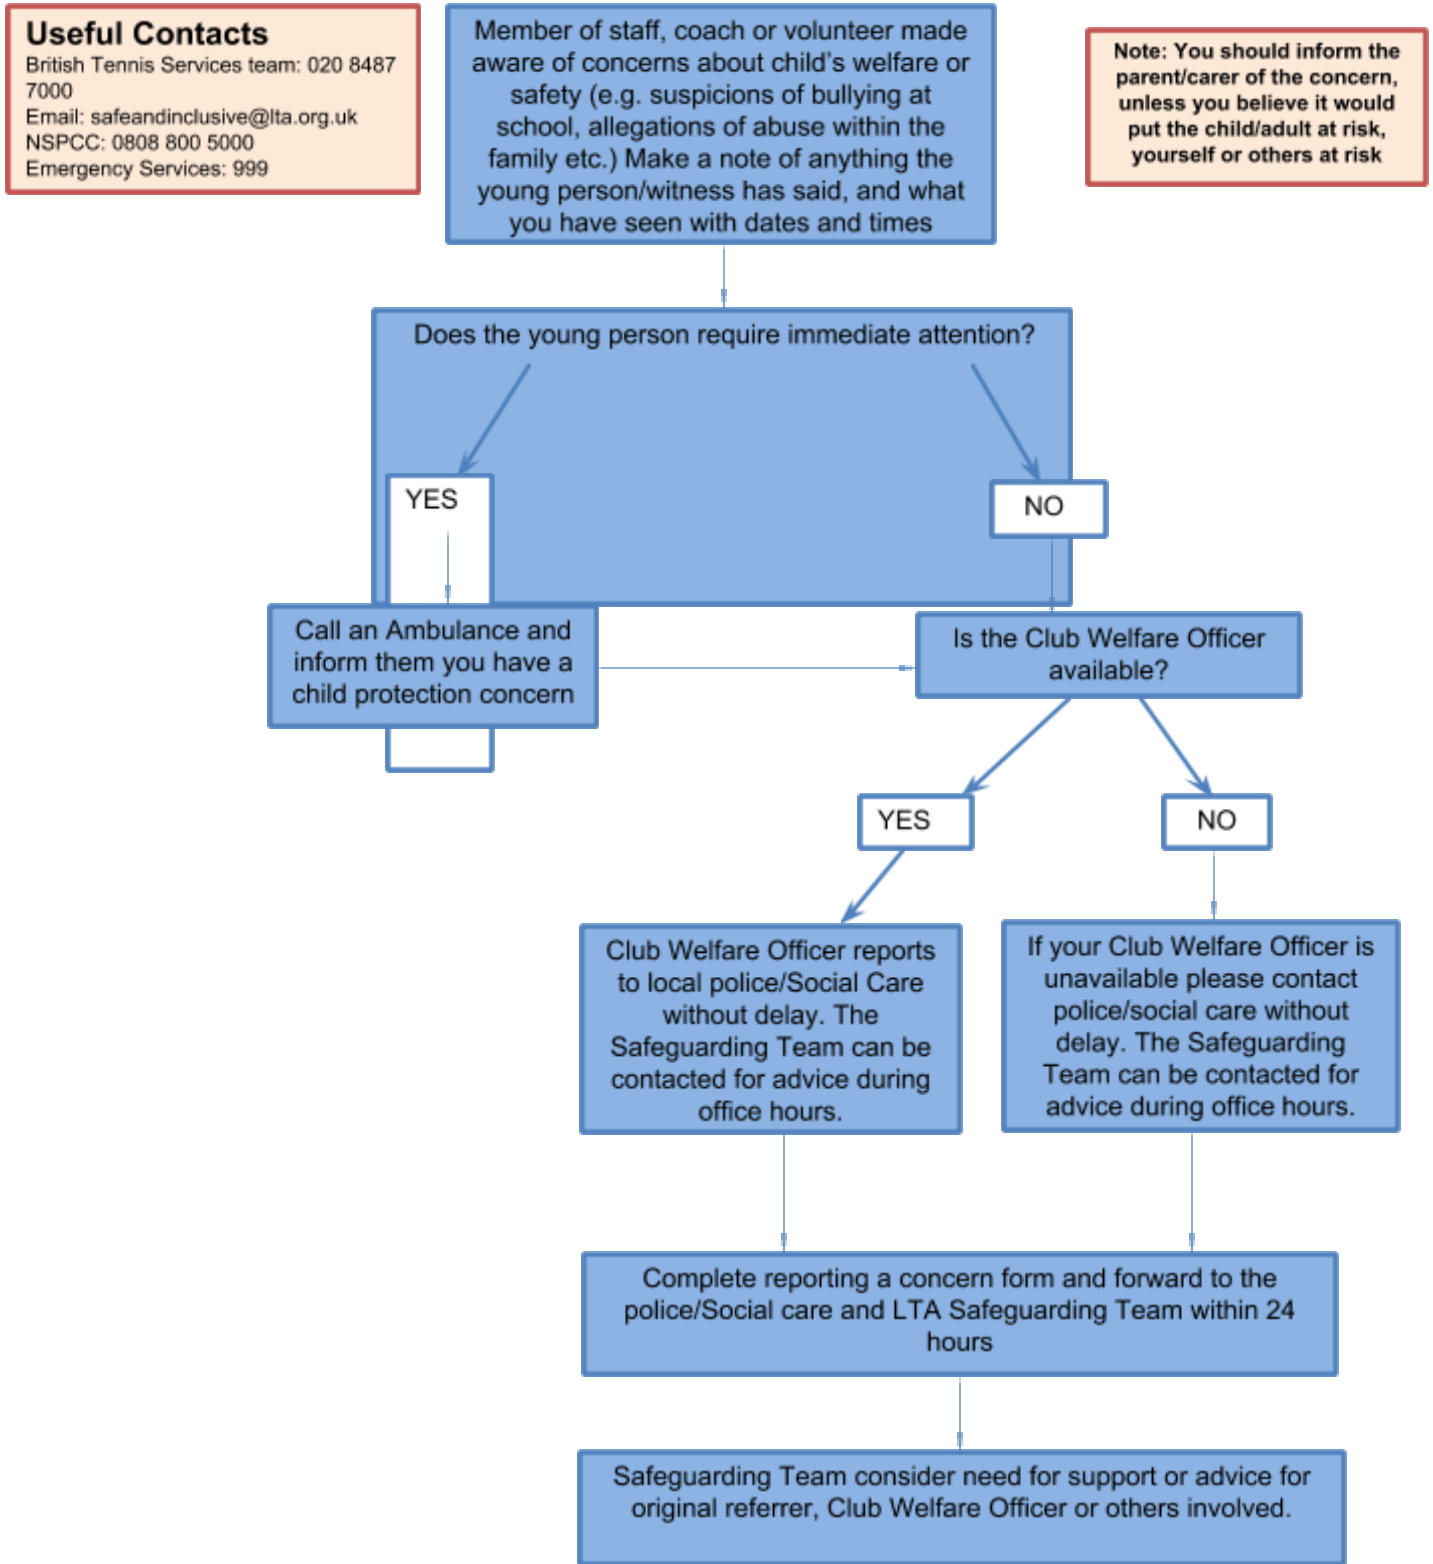 Useful Contacts
British Tennis Services team: 020 8487
7000
Email: safeandinclusive@lta.org.uk
NSPCC: 0808 800 5000
Emergency Services: 999
Member of staff, coach or volunteer made
aware of concerns about child's welfare or
safety (e.g. suspicions of bullying at
school, allegations of abuse within the
family etc.) Make a note of anything the
young person/witness has said, and what
you have seen with dates and times
Note: You should inform the
parent/carer of the concern,
unless you believe it would
put the child/adult at risk,
yourself or others at risk
Does the young person require immediate attention?
YES
NO
Call an Ambulance and
inform them you have a
child protection concern
Is the Club Welfare Officer
available?
YES
NO
Club Welfare Officer reports
to local police/Social Care
without delay. The
Safeguarding Team can be
contacted for advice during
office hours.
If your Club Welfare Officer is
unavailable please contact
police/social care without
delay. The Safeguarding
Team can be contacted for
advice during office hours.
Complete reporting a concern form and forward to the
police/Social care and LTA Safeguarding Team within 24
hours
Safeguarding Team consider need for support or advice for
original referrer, Club Welfare Officer or others involved.